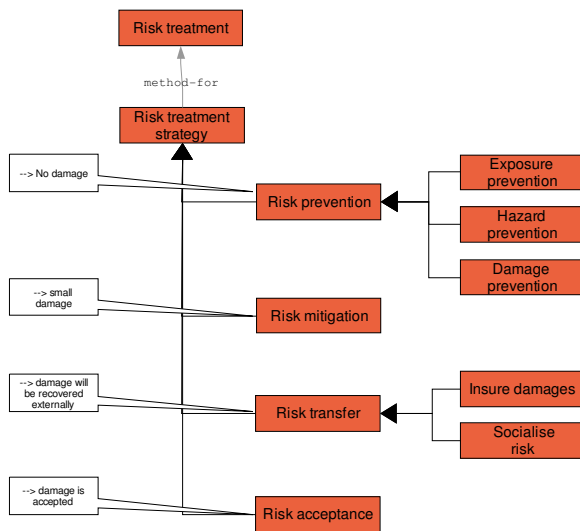 Risk treatment
method-for
Risk treatment
strategy
--> No damage
Risk prevention
Exposure
prevention
Hazard
prevention
Damage
prevention
--> small
damage
Risk mitigation
--> damage will
be recovered
externally
Risk transfer
Insure damages
Socialise
risk
--> damage is
accepted
Risk acceptance